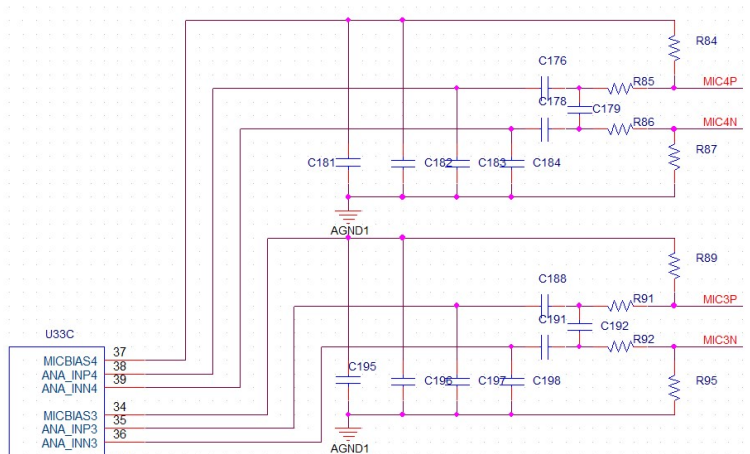 R84
C176
R85
MIC4P
C178
C179
R86
MIC4N
R87
C181
C182
C183
C184
AGND1
R89
C188
R91
MIC3P
C191
C192
R92
MIC3N
U33C
C195
C196
C197
C198
R95
MICBIAS4 37
ANA_INP4 38
ANA_INN4 39
MICBIAS3 34
ANA_INP3 35
ANA_INN3 36
AGND1